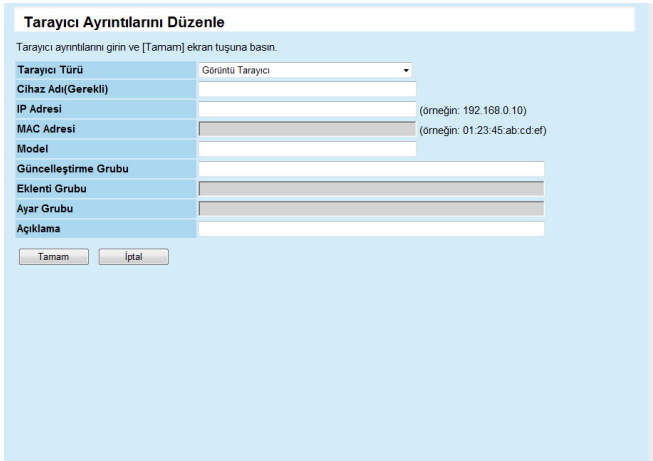 Tarayıcı Ayrıntılarını Düzenle
Tarayıcı ayrıntılarını girin ve [Tamam] ekran tuşuna basın.
Tarayıcı Türü Görüntü Tarayıcı
Cihaz Adı(Gerekli)
IP Adresi (örneğin: 192.168.0.10)
MAC Adresi (örneğin: 01:23:45:ab:cd:ef)
Model
Güncelleştirme Grubu
Eklenti Grubu
Ayar Grubu
Açıklama
Tamam İptal